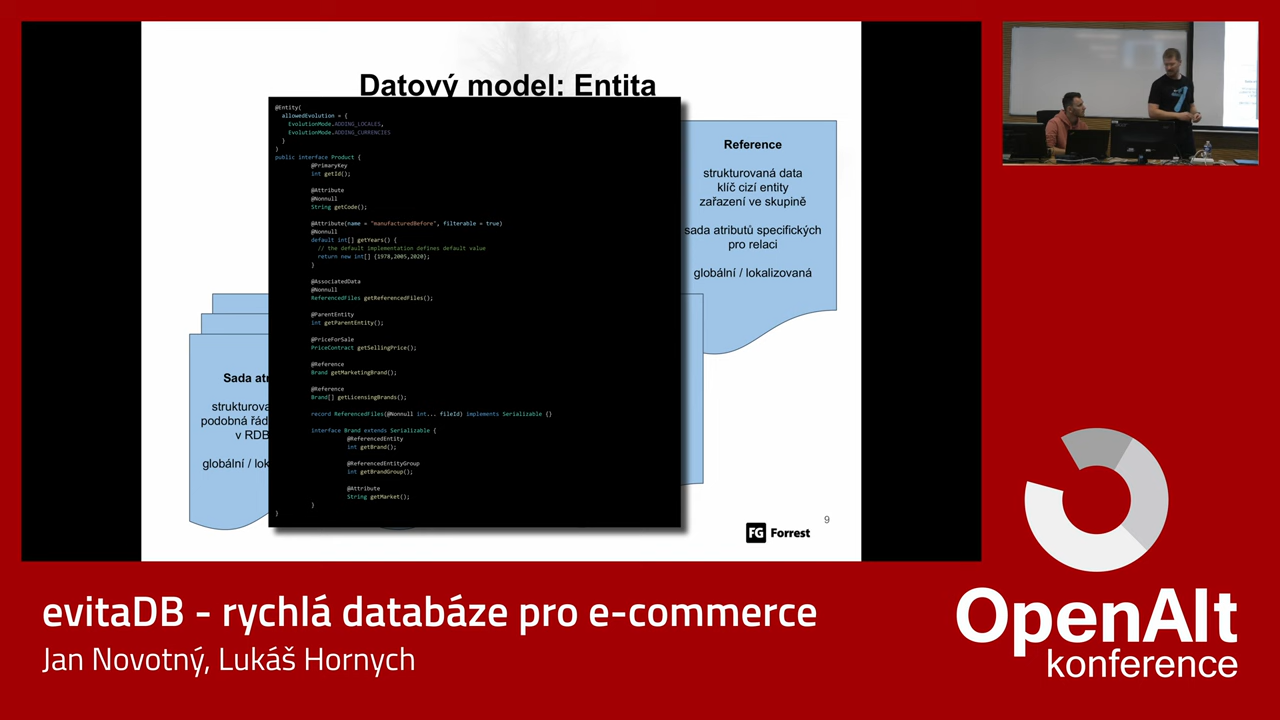 Datový model: Entita
@Entity(
allowedEvolution = {
EvolutionMode.ADDING_LOCALES,
EvolutionMode.ADDING_CURRENCIES
}
)
public interface Product {
@PrimaryKey
int getId();
@Attribute
@Nonnull
String getCode();
@Attribute(name = "manufacturedBefore", filterable = true)
@Nonnull
default int[] getYears() {
// the default implementation defines default value
return new int[] {1978,2005,2020};
}
@AssociatedData
@Nonnull
ReferencedFiles getReferencedFiles();
@ParentEntity
int getParentEntity();
@PriceForSale
PriceContract getSellingPrice();
@Reference
Brand getMarketingBrand();
@Reference
Brand[] getLicensingBrands();
record ReferencedFiles(@Nonnull int... fileId) implements Serializable {}
interface Brand extends Serializable {
@ReferencedEntity
int getBrand();
@ReferencedEntityGroup
int getBrandGroup();
@Attribute
String getMarket();
}
}
Reference
strukturovaná data
klíč cizí entity
zařazení ve skupině
sada atributů specifických
pro relaci
globální / lokalizovaná
Sada atr
strukturova
podobná řád
v RDB
globální / lok
FG Forrest
9
evitaDB - rychlá databáze pro e-commerce
Jan Novotný, Lukáš Hornych
OpenAlt
konference